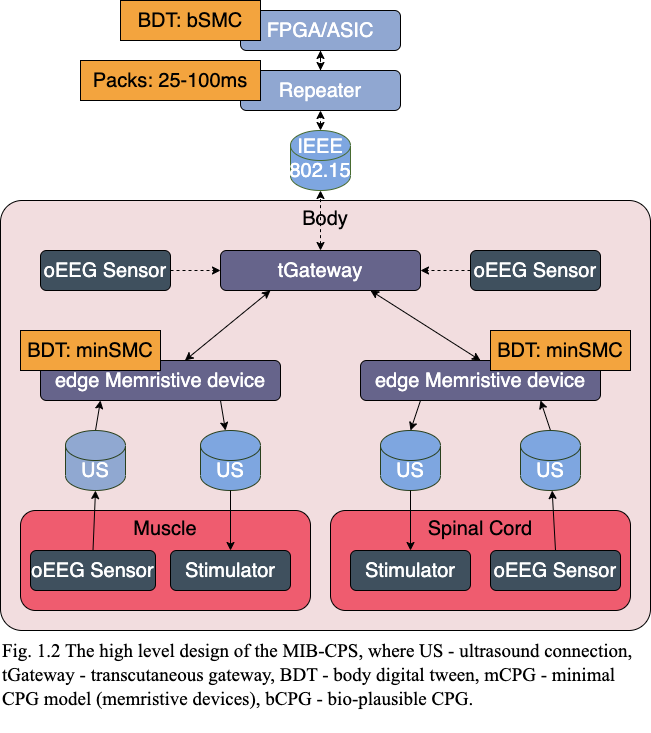 BDT: bSMC
FPGA/ASIC
Packs: 25-100ms
Repeater
IEEE
802.15
Body
oEEG Sensor
tGateway
oEEG Sensor
BDT: minSMC
BDT: minSMC
edge Memristive device
edge Memristive device
US
US
US
US
Muscle
Spinal Cord
oEEG Sensor
Stimulator
Stimulator
oEEG Sensor
Fig. 1.2 The high level design of the MIB-CPS, where US - ultrasound connection,
tGateway - transcutaneous gateway, BDT - body digital tween, mCPG - minimal
CPG model (memristive devices), bCPG - bio-plausible CPG.